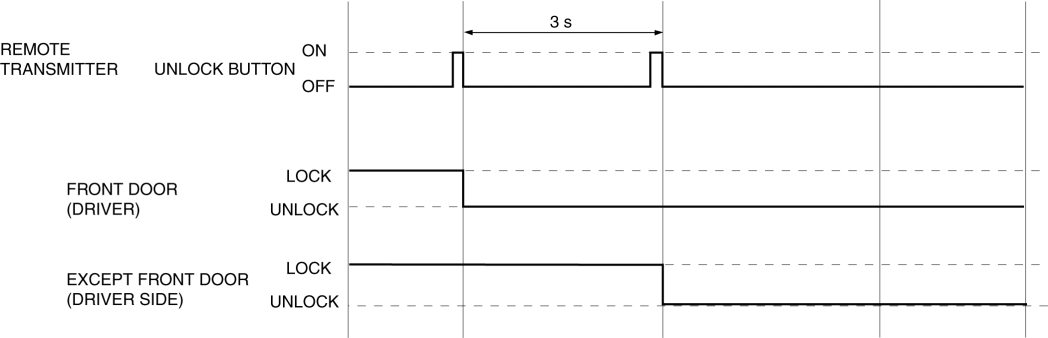 3 s
REMOTE
TRANSMITTER
UNLOCK BUTTON
ON
OFF
FRONT DOOR
(DRIVER)
LOCK
UNLOCK
EXCEPT FRONT DOOR
(DRIVER SIDE)
LOCK
UNLOCK